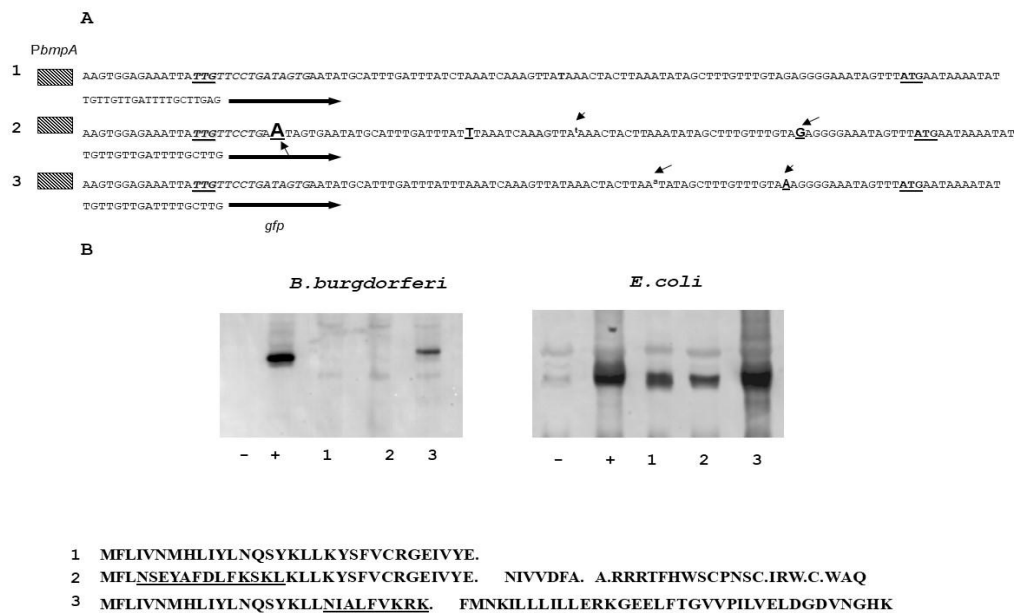 A
PbmpA
1 AAGTGGAGAAATTATTGTTCCTGATAGTGAATATGCATTTGATTTATCTAAATCAAAGTTATAAACTACTTAAATATAGCTTTGTTTGTAGAGGGGAAATAGTTTATGAATAAAATAT
TGTTGTTGATTTTGCTTGAG
2 AAGTGGAGAAATTATTGTTCCTGAATAGTGAATATGCATTTGATTTATTTAAATCAAAGTTAtAAACTACTTAAATATAGCTTTGTTTGTAGAGGGGAAATAGTTTATGAATAAAATAT
TGTTGTTGATTTTGCTTG
3 AAGTGGAGAAATTATTGTTCCTGATAGTGAATATGCATTTGATTTATTTAAATCAAAGTTATAAACTACTTAAaTATAGCTTTGTTTGTAAAGGGGAAATAGTTTATGAATAAAATAT
TGTTGTTGATTTTGCTTG
gfp
B
B.burgdorferi E.coli
– + 1 2 3 – + 1 2 3
1 MFLIVNMHLIYLNQSYKLLKYSFVCRGEIVYE.
2 MFLNSEYAFDLFKSKLKLLKYSFVCRGEIVYE. NIVVDFA. A.RRRTFHWSCPNSC.IRW.C.WAQ
3 MFLIVNMHLIYLNQSYKLLNIALFVKRK. FMNKILLLILLERKGEELFTGVVPILVELDGDVNGHK